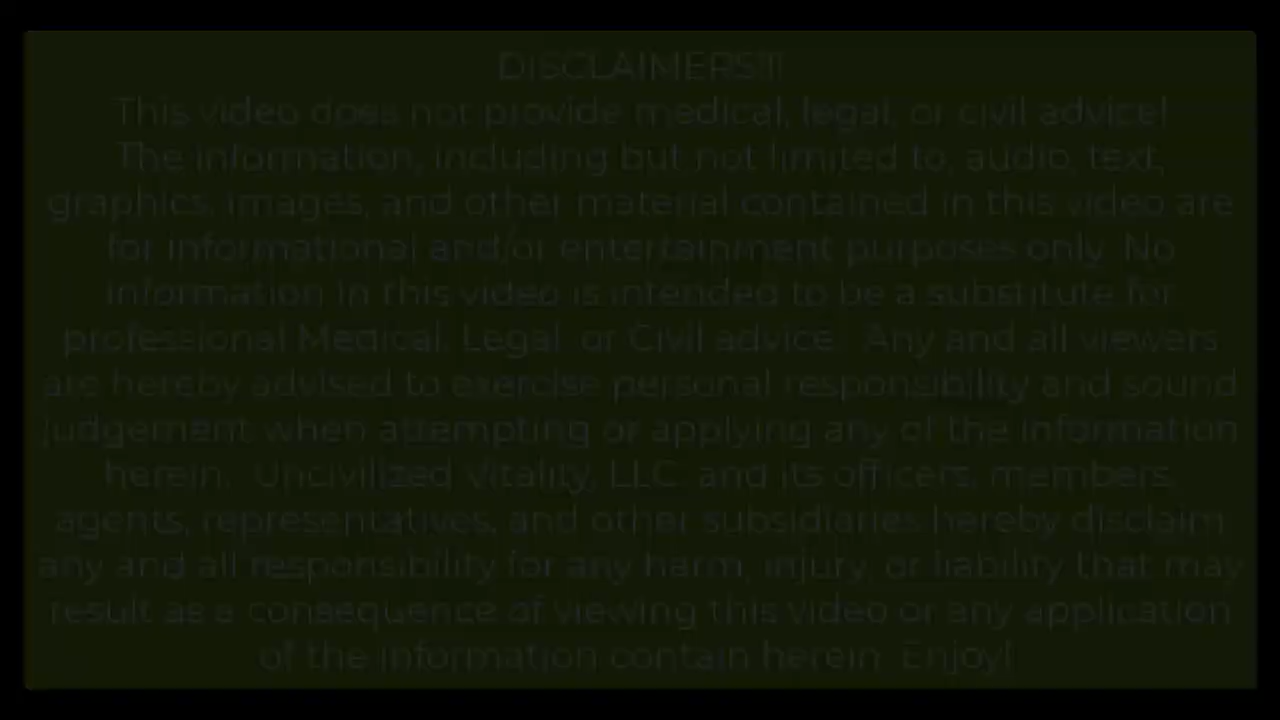 DISCLAIMERS!!!
This video does not provide medical, legal, or civil advice!
The information, including but not limited to, audio, text,
graphics, images, and other material contained in this video are
for informational and/or entertainment purposes only. No
information in this video is intended to be a substitute for
professional Medical, Legal, or Civil advice. Any and all viewers
are hereby advised to exercise personal responsibility and sound
judgement when attempting or applying any of the information
herein. Uncivilized Vitality, LLC. and its officers, members,
agents, representatives, and other subsidiaries hereby disclaim
any and all responsibility for any harm, injury, or liability that may
result as a consequence of viewing this video or any application
of the information contain herein. Enjoy!